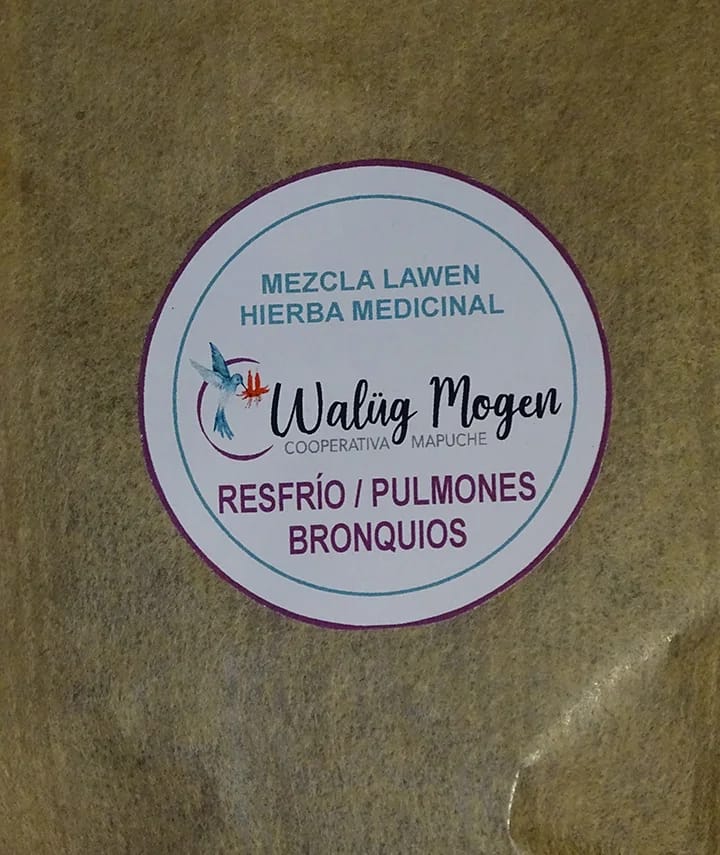 MEZCLA LAWEN
HIERBA MEDICINAL
Walüg Mogen
COOPERATIVA MAPUCHE
RESFRÍO / PULMONES
BRONQUIOS